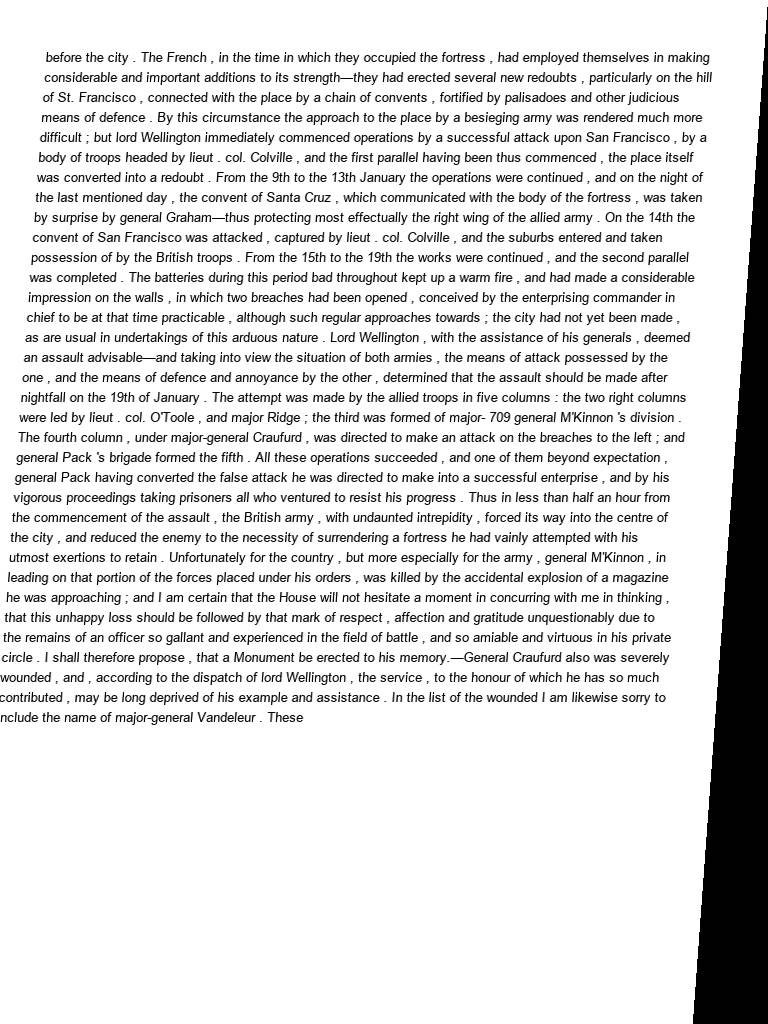 before the city . The French , in the time in which they occupied the fortress , had employed themselves in making
considerable and important additions to its strength—they had erected several new redoubts , particularly on the hill
of St. Francisco , connected with the place by a chain of convents , fortified by palisadoes and other judicious
means of defence . By this circumstance the approach to the place by a besieging army was rendered much more
difficult ; but lord Wellington immediately commenced operations by a successful attack upon San Francisco , by a
body of troops headed by lieut . col. Colville , and the first parallel having been thus commenced , the place itself
was converted into a redoubt . From the 9th to the 13th January the operations were continued , and on the night of
the last mentioned day , the convent of Santa Cruz , which communicated with the body of the fortress , was taken
by surprise by general Graham—thus protecting most effectually the right wing of the allied army . On the 14th the
convent of San Francisco was attacked , captured by lieut . col. Colville , and the suburbs entered and taken
possession of by the British troops . From the 15th to the 19th the works were continued , and the second parallel
was completed . The batteries during this period bad throughout kept up a warm fire , and had made a considerable
impression on the walls , in which two breaches had been opened , conceived by the enterprising commander in
chief to be at that time practicable , although such regular approaches towards ; the city had not yet been made ,
as are usual in undertakings of this arduous nature . Lord Wellington , with the assistance of his generals , deemed
an assault advisable—and taking into view the situation of both armies , the means of attack possessed by the
one , and the means of defence and annoyance by the other , determined that the assault should be made after
nightfall on the 19th of January . The attempt was made by the allied troops in five columns : the two right columns
were led by lieut . col. O'Toole , and major Ridge ; the third was formed of major- 709 general M'Kinnon 's division .
The fourth column , under major-general Craufurd , was directed to make an attack on the breaches to the left ; and
general Pack 's brigade formed the fifth . All these operations succeeded , and one of them beyond expectation ,
general Pack having converted the false attack he was directed to make into a successful enterprise , and by his
vigorous proceedings taking prisoners all who ventured to resist his progress . Thus in less than half an hour from
the commencement of the assault , the British army , with undaunted intrepidity , forced its way into the centre of
the city , and reduced the enemy to the necessity of surrendering a fortress he had vainly attempted with his
utmost exertions to retain . Unfortunately for the country , but more especially for the army , general M'Kinnon , in
leading on that portion of the forces placed under his orders , was killed by the accidental explosion of a magazine
he was approaching ; and I am certain that the House will not hesitate a moment in concurring with me in thinking ,
that this unhappy loss should be followed by that mark of respect , affection and gratitude unquestionably due to
the remains of an officer so gallant and experienced in the field of battle , and so amiable and virtuous in his private
circle . I shall therefore propose , that a Monument be erected to his memory.—General Craufurd also was severely
wounded , and , according to the dispatch of lord Wellington , the service , to the honour of which he has so much
contributed , may be long deprived of his example and assistance . In the list of the wounded I am likewise sorry to
nclude the name of major-general Vandeleur . These